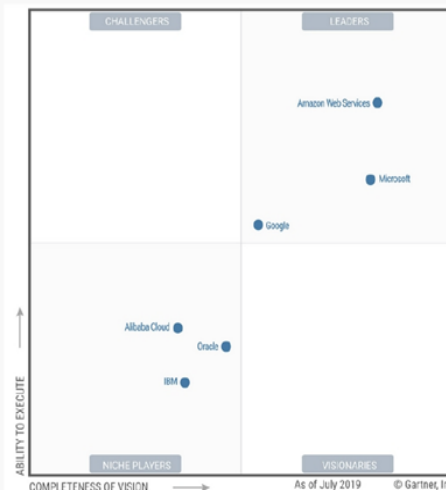 CHALLENGERS
LEADERS
Amazon Web Services
Microsoft
Google
Alibaba Cloud
Oracle
IBM
ABILITY TO EXECUTE
NICHE PLAYERS
VISIONARIES
COMPLETENESS OF VISION
As of July 2019
© Gartner, In